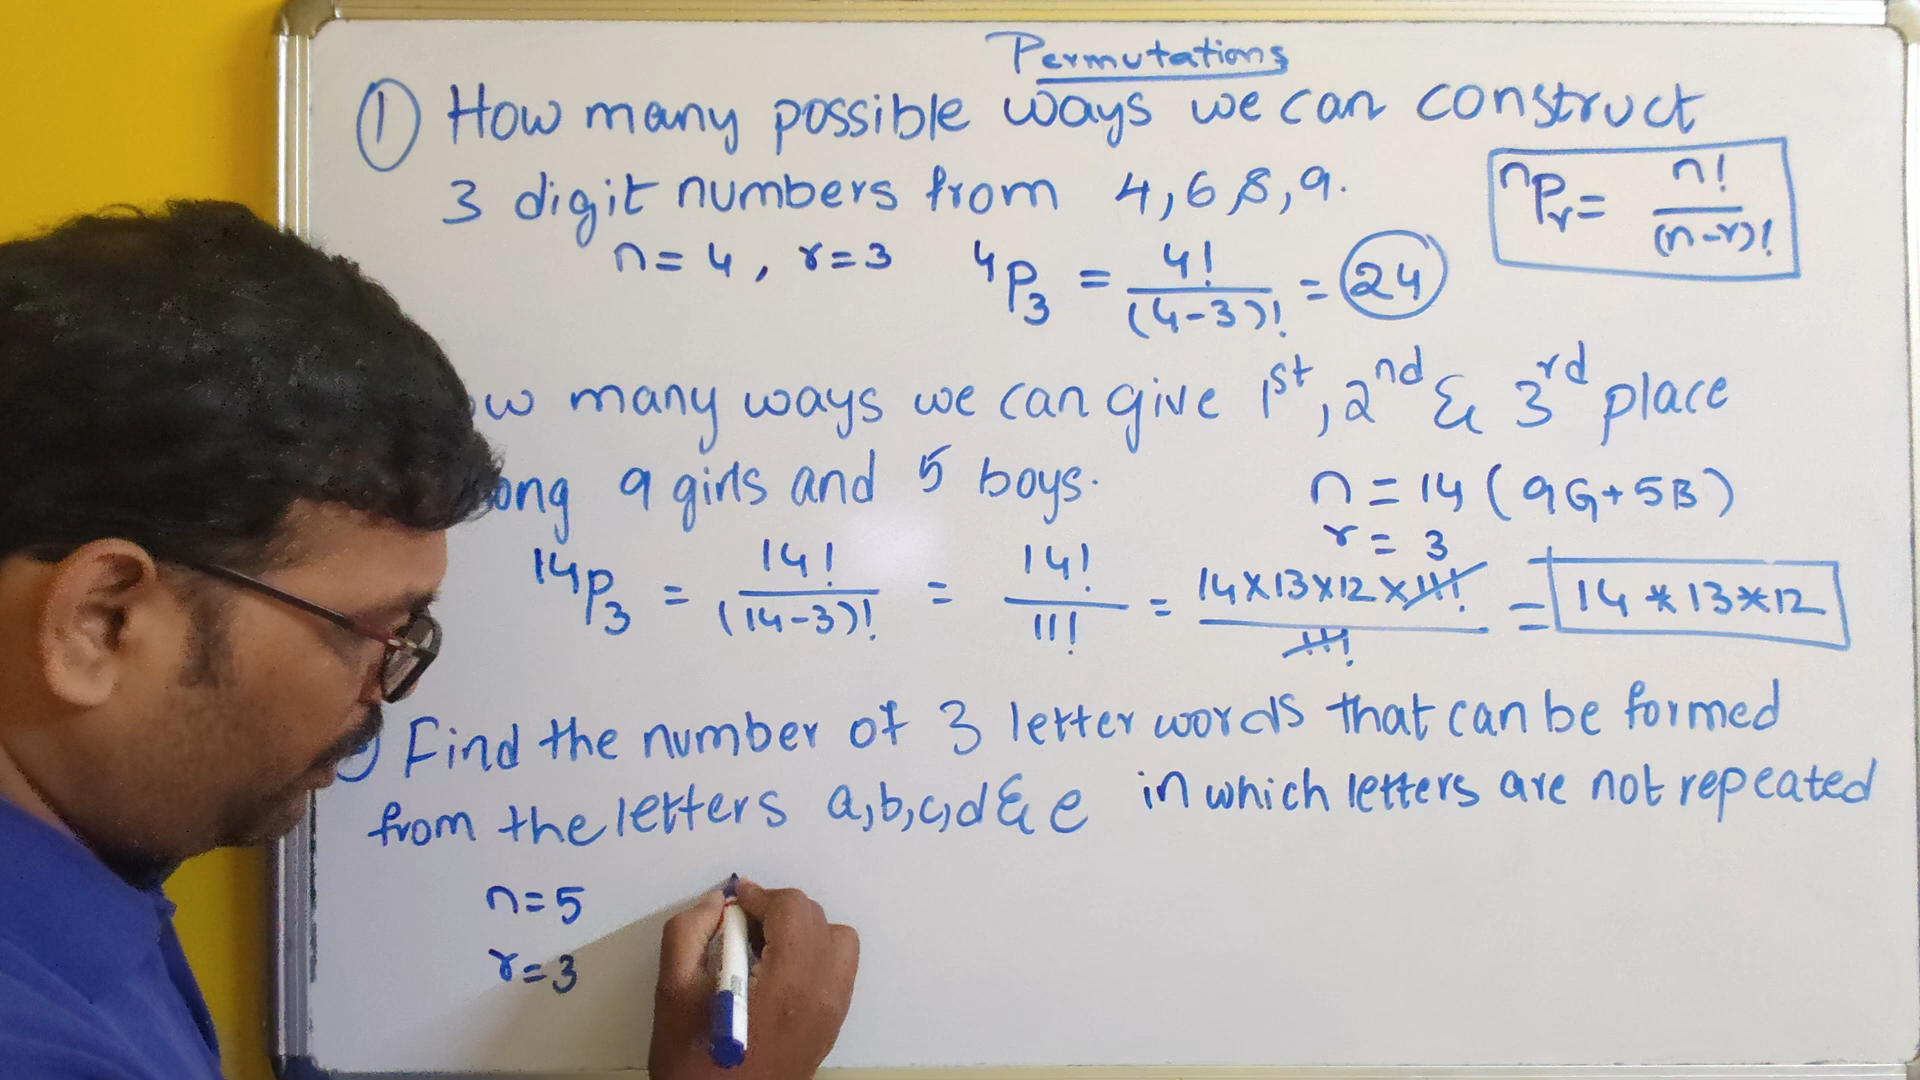 Permutations
① How many possible ways we can construct
3 digit numbers from 4,6,8,9.
nPr = n!/(n-r)!
n=4, r=3 4P3 = 4!/(4-3)! = 24
many ways we can give 1st, 2nd & 3rd place
9 girls and 5 boys.
n=14 (9G+5B)
r=3
14P3 = 14!/(14-3)! = 14!/11! = 14×13×12×11!/11! = 14*13*12
Find the number of 3 letter words that can be formed
from the letters a,b,c,d & e in which letters are not repeated
n=5
r=3